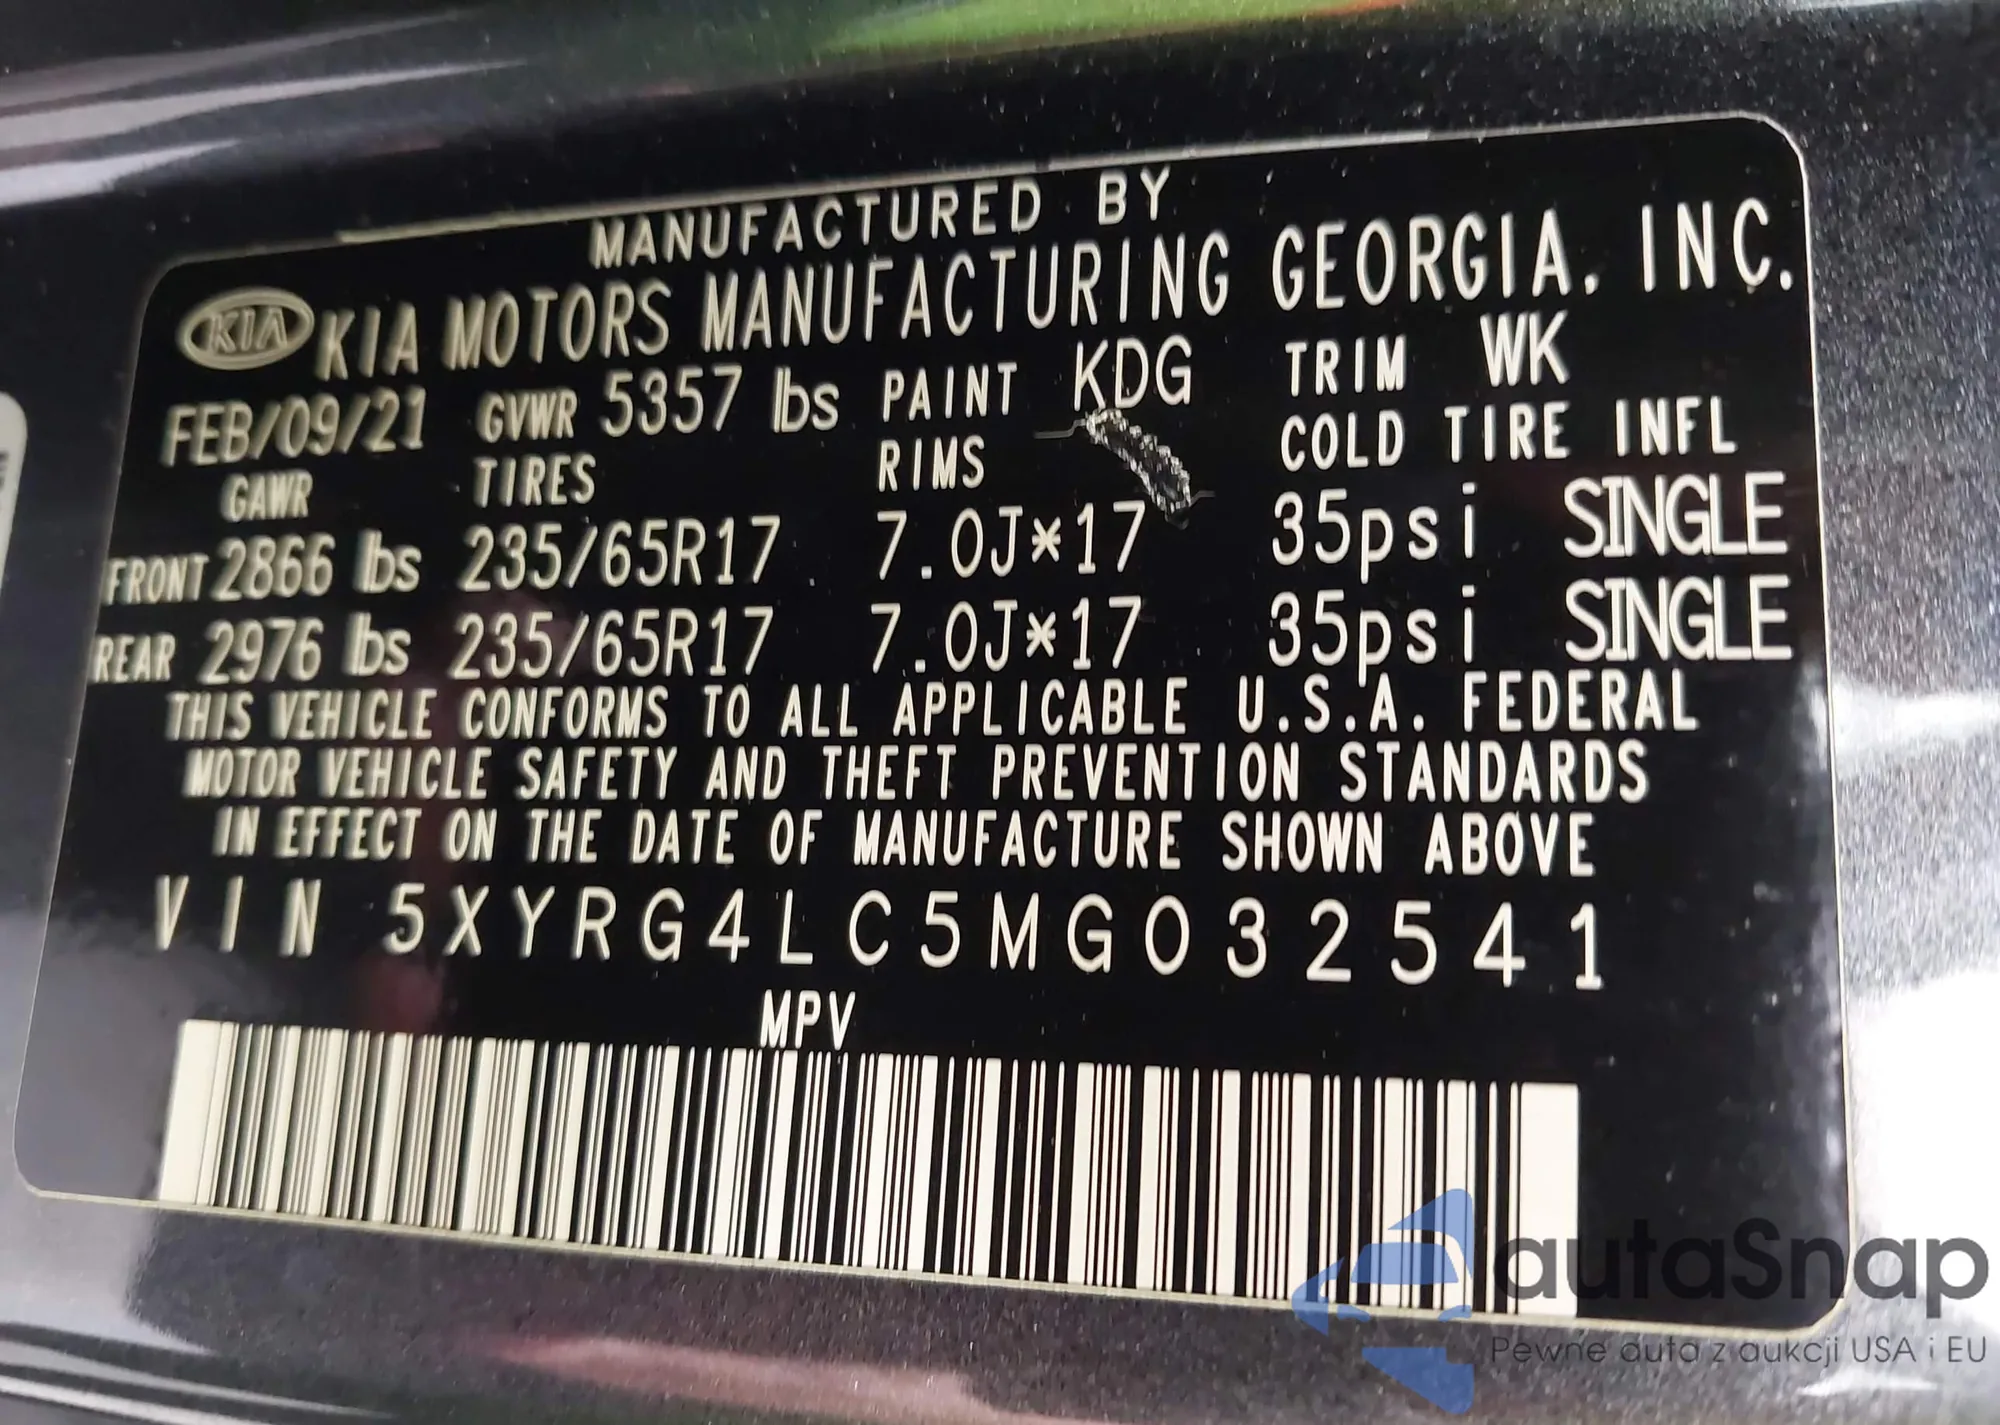 MANUFACTURED BY
KIA KIA MOTORS MANUFACTURING GEORGIA, INC.
FEB/09/21 GVWR 5357 lbs PAINT KDG TRIM WK
GAWR TIRES RIMS COLD TIRE INFL
FRONT 2866 lbs 235/65R17 7.0J*17 35psi SINGLE
REAR 2976 lbs 235/65R17 7.0J*17 35psi SINGLE
THIS VEHICLE CONFORMS TO ALL APPLICABLE U.S.A. FEDERAL
MOTOR VEHICLE SAFETY AND THEFT PREVENTION STANDARDS
IN EFFECT ON THE DATE OF MANUFACTURE SHOWN ABOVE
VIN 5XYRG4LC5MG032541
MPV
autaSnap
Pewne auta z aukcji USA i EU